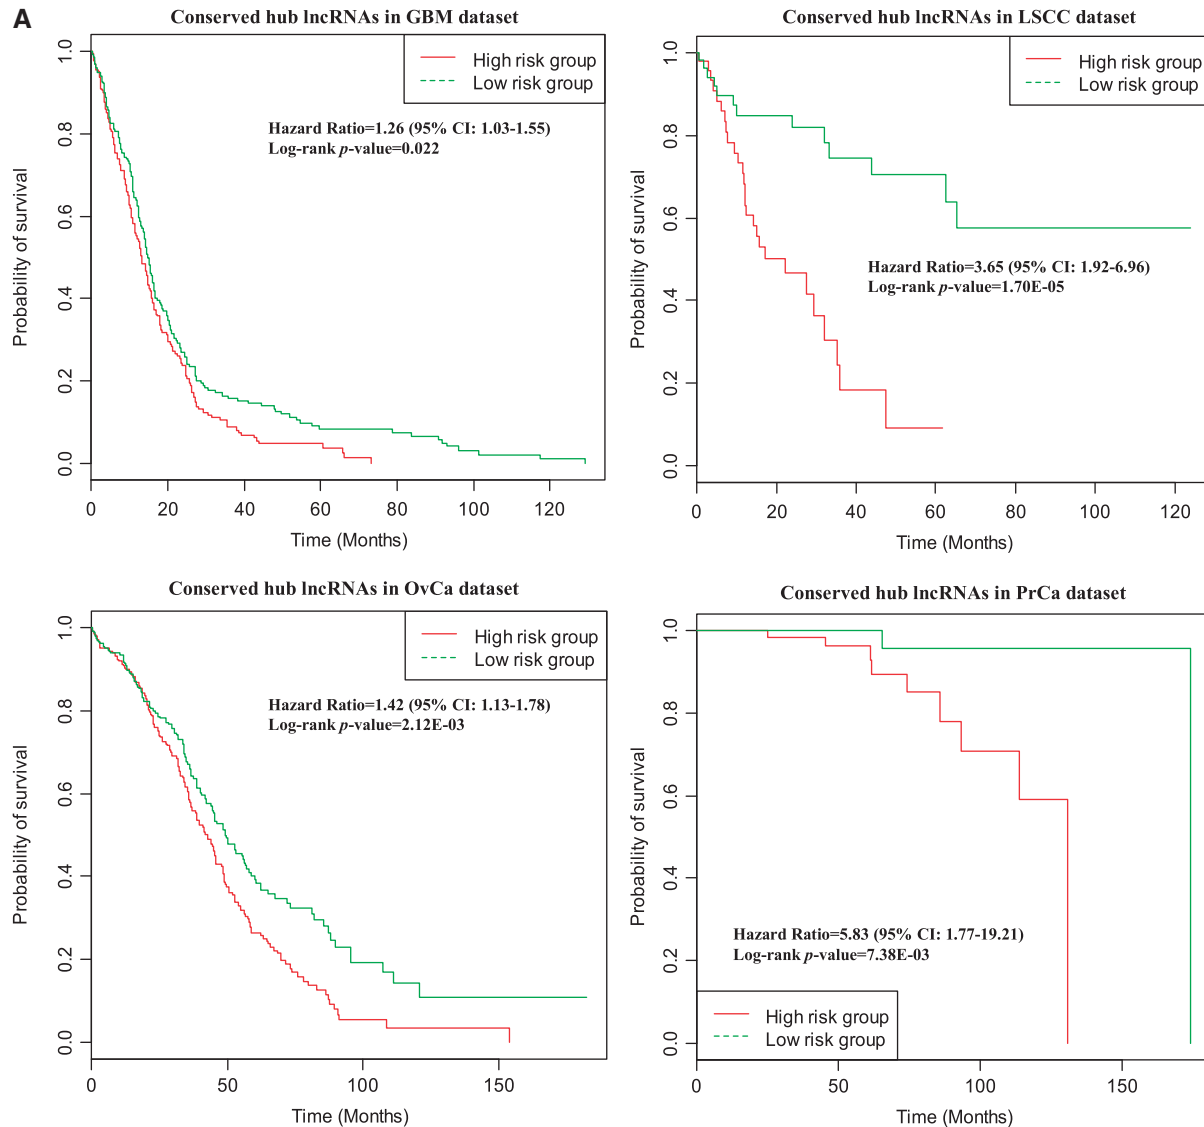 A
Conserved hub lncRNAs in GBM dataset
High risk group
Low risk group
Hazard Ratio=1.26 (95% CI: 1.03-1.55)
Log-rank p-value=0.022
Probability of survival
1.0
0.8
0.6
0.4
0.2
0.0
0 20 40 60 80 100 120
Time (Months)
Conserved hub lncRNAs in LSCC dataset
High risk group
Low risk group
Hazard Ratio=3.65 (95% CI: 1.92-6.96)
Log-rank p-value=1.70E-05
Probability of survival
1.0
0.8
0.6
0.4
0.2
0.0
0 20 40 60 80 100 120
Time (Months)
Conserved hub lncRNAs in OvCa dataset
High risk group
Low risk group
Hazard Ratio=1.42 (95% CI: 1.13-1.78)
Log-rank p-value=2.12E-03
Probability of survival
1.0
0.8
0.6
0.4
0.2
0.0
0 50 100 150
Time (Months)
Conserved hub lncRNAs in PrCa dataset
Probability of survival
1.0
0.8
0.6
0.4
0.2
0.0
Hazard Ratio=5.83 (95% CI: 1.77-19.21)
Log-rank p-value=7.38E-03
High risk group
Low risk group
0 50 100 150
Time (Months)